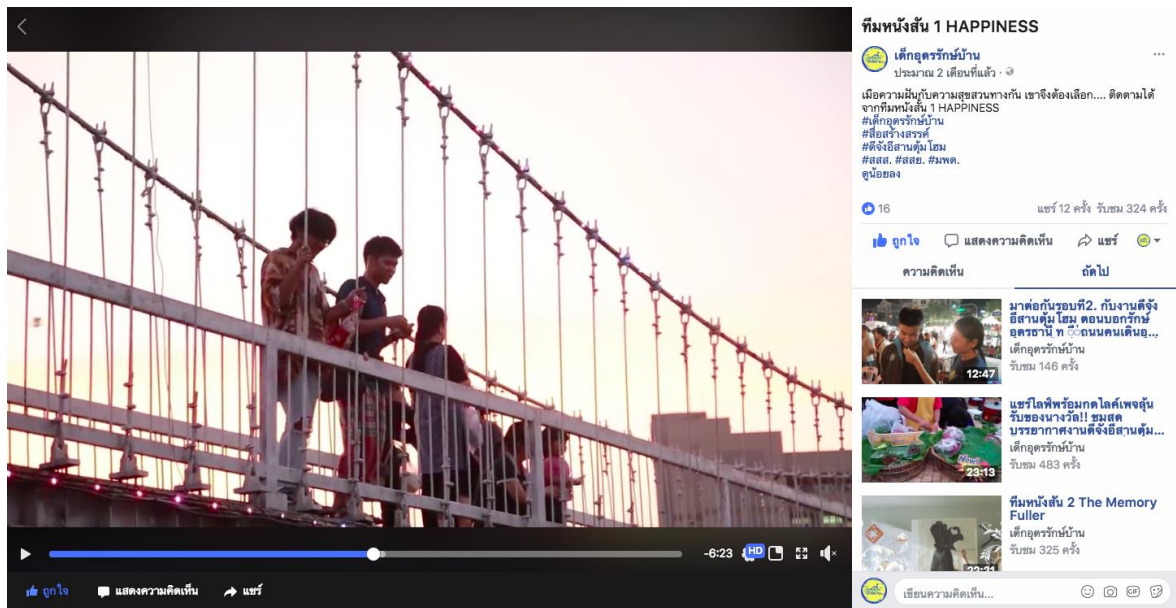 ทีมหนังสั้น 1 HAPPINESS
เด็กอุดรรักษ์บ้าน
ประมาณ 2 เดือนที่แล้ว ·
เมื่อความฝันกับความสุขสวนทางกัน เขาจึงต้องเลือก.... ติดตามได้
จากทีมหนังสั้น 1 HAPPINESS
#เด็กอุดรรักษ์บ้าน
#สื่อสร้างสรรค์
#ดีจังอีสานตุ้มโฮม
#สสส. #สสย. #มพด.
ดูน้อยลง
16
แชร์ 12 ครั้ง รับชม 324 ครั้ง
ถูกใจ แสดงความคิดเห็น แชร์
ความคิดเห็น ถัดไป
มาต่อกันรอบที่2. กับงานดีจัง
อีสานตุ้มโฮม ตอนบอกรักษ์
อุดรธานี ท ี่ถนนคนเดินอุ...
เด็กอุดรรักษ์บ้าน
รับชม 146 ครั้ง
12:47
แชร์ไลฟ์พร้อมกดไลค์เพจลุ้น
รับของนางวัล!! ชมสด
บรรยากาศงานดีจังอีสานตุ้ม...
เด็กอุดรรักษ์บ้าน
รับชม 483 ครั้ง
23:13
ทีมหนังสั้น 2 The Memory
Fuller
เด็กอุดรรักษ์บ้าน
รับชม 325 ครั้ง
22:21
-6:23 HD
ถูกใจ แสดงความคิดเห็น แชร์
เขียนความคิดเห็น...
GIF